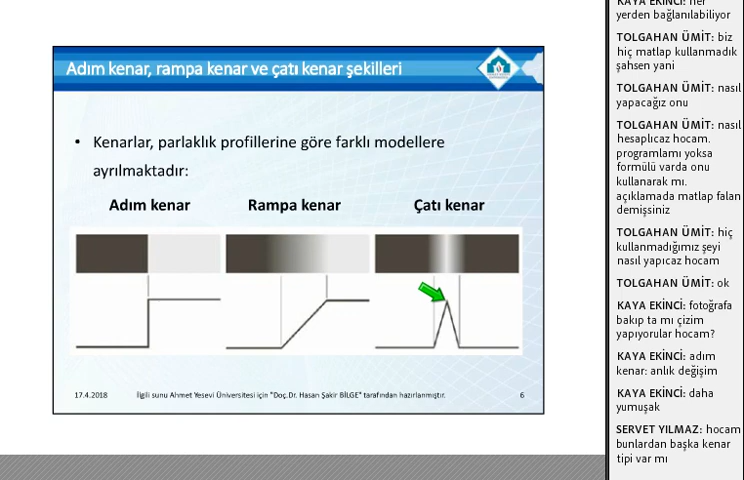 Adım kenar, rampa kenar ve çatı kenar şekilleri
• Kenarlar, parlaklık profillerine göre farklı modellere
ayrılmaktadır:
Adım kenar Rampa kenar Çatı kenar
17.4.2018 İlgili sunu Ahmet Yesevi Üniversitesi için "Doç.Dr. Hasan Şakir BİLGE" tarafından hazırlanmıştır. 6
KAYA EKİNCİ: her
yerden bağlanılabiliyor
TOLGAHAN ÜMİT: biz
hiç matlap kullanmadık
şahsen yani
TOLGAHAN ÜMİT: nasıl
yapacağız onu
TOLGAHAN ÜMİT: nasıl
hesaplıcaz hocam.
programlamı yoksa
formülü varda onu
kullanarak mı.
açıklamada matlap falan
demişsiniz
TOLGAHAN ÜMİT: hiç
kullanmadığımız şeyi
nasıl yapıcaz hocam
TOLGAHAN ÜMİT: ok
KAYA EKİNCİ: fotoğrafa
bakıp ta mı çizim
yapıyorular hocam?
KAYA EKİNCİ: adım
kenar: anlık değişim
KAYA EKİNCİ: daha
yumuşak
SERVET YILMAZ: hocam
bunlardan başka kenar
tipi var mı